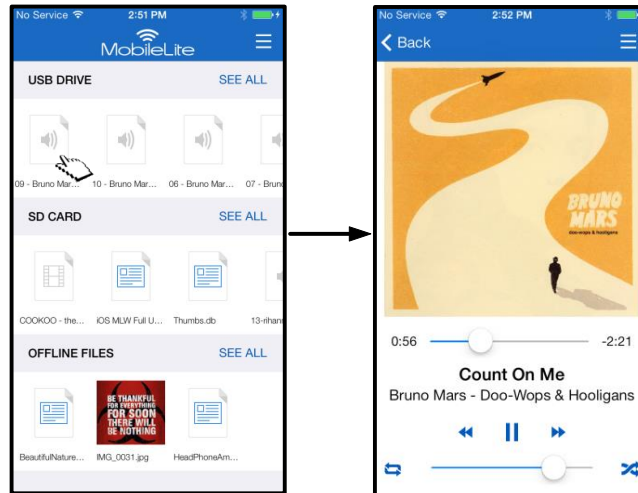 No Service 2:51 PM
MobileLite
USB DRIVE SEE ALL
09 - Bruno Mar... 10 - Bruno Mar... 06 - Bruno Mar... 07 - Brun
SD CARD SEE ALL
COOKOO - the... iOS MLW Full U... Thumbs.db 13-rihan
OFFLINE FILES SEE ALL
BE THANKFUL
FOR EVERYTHING
FOR SOON
THERE WILL
BE NOTHING
BeautifulNature... IMG_0031.jpg HeadPhoneAm...
No Service 2:52 PM
Back
BRUNO
MARS
doo-wops & hooligans
0:56 -2:21
Count On Me
Bruno Mars - Doo-Wops & Hooligans